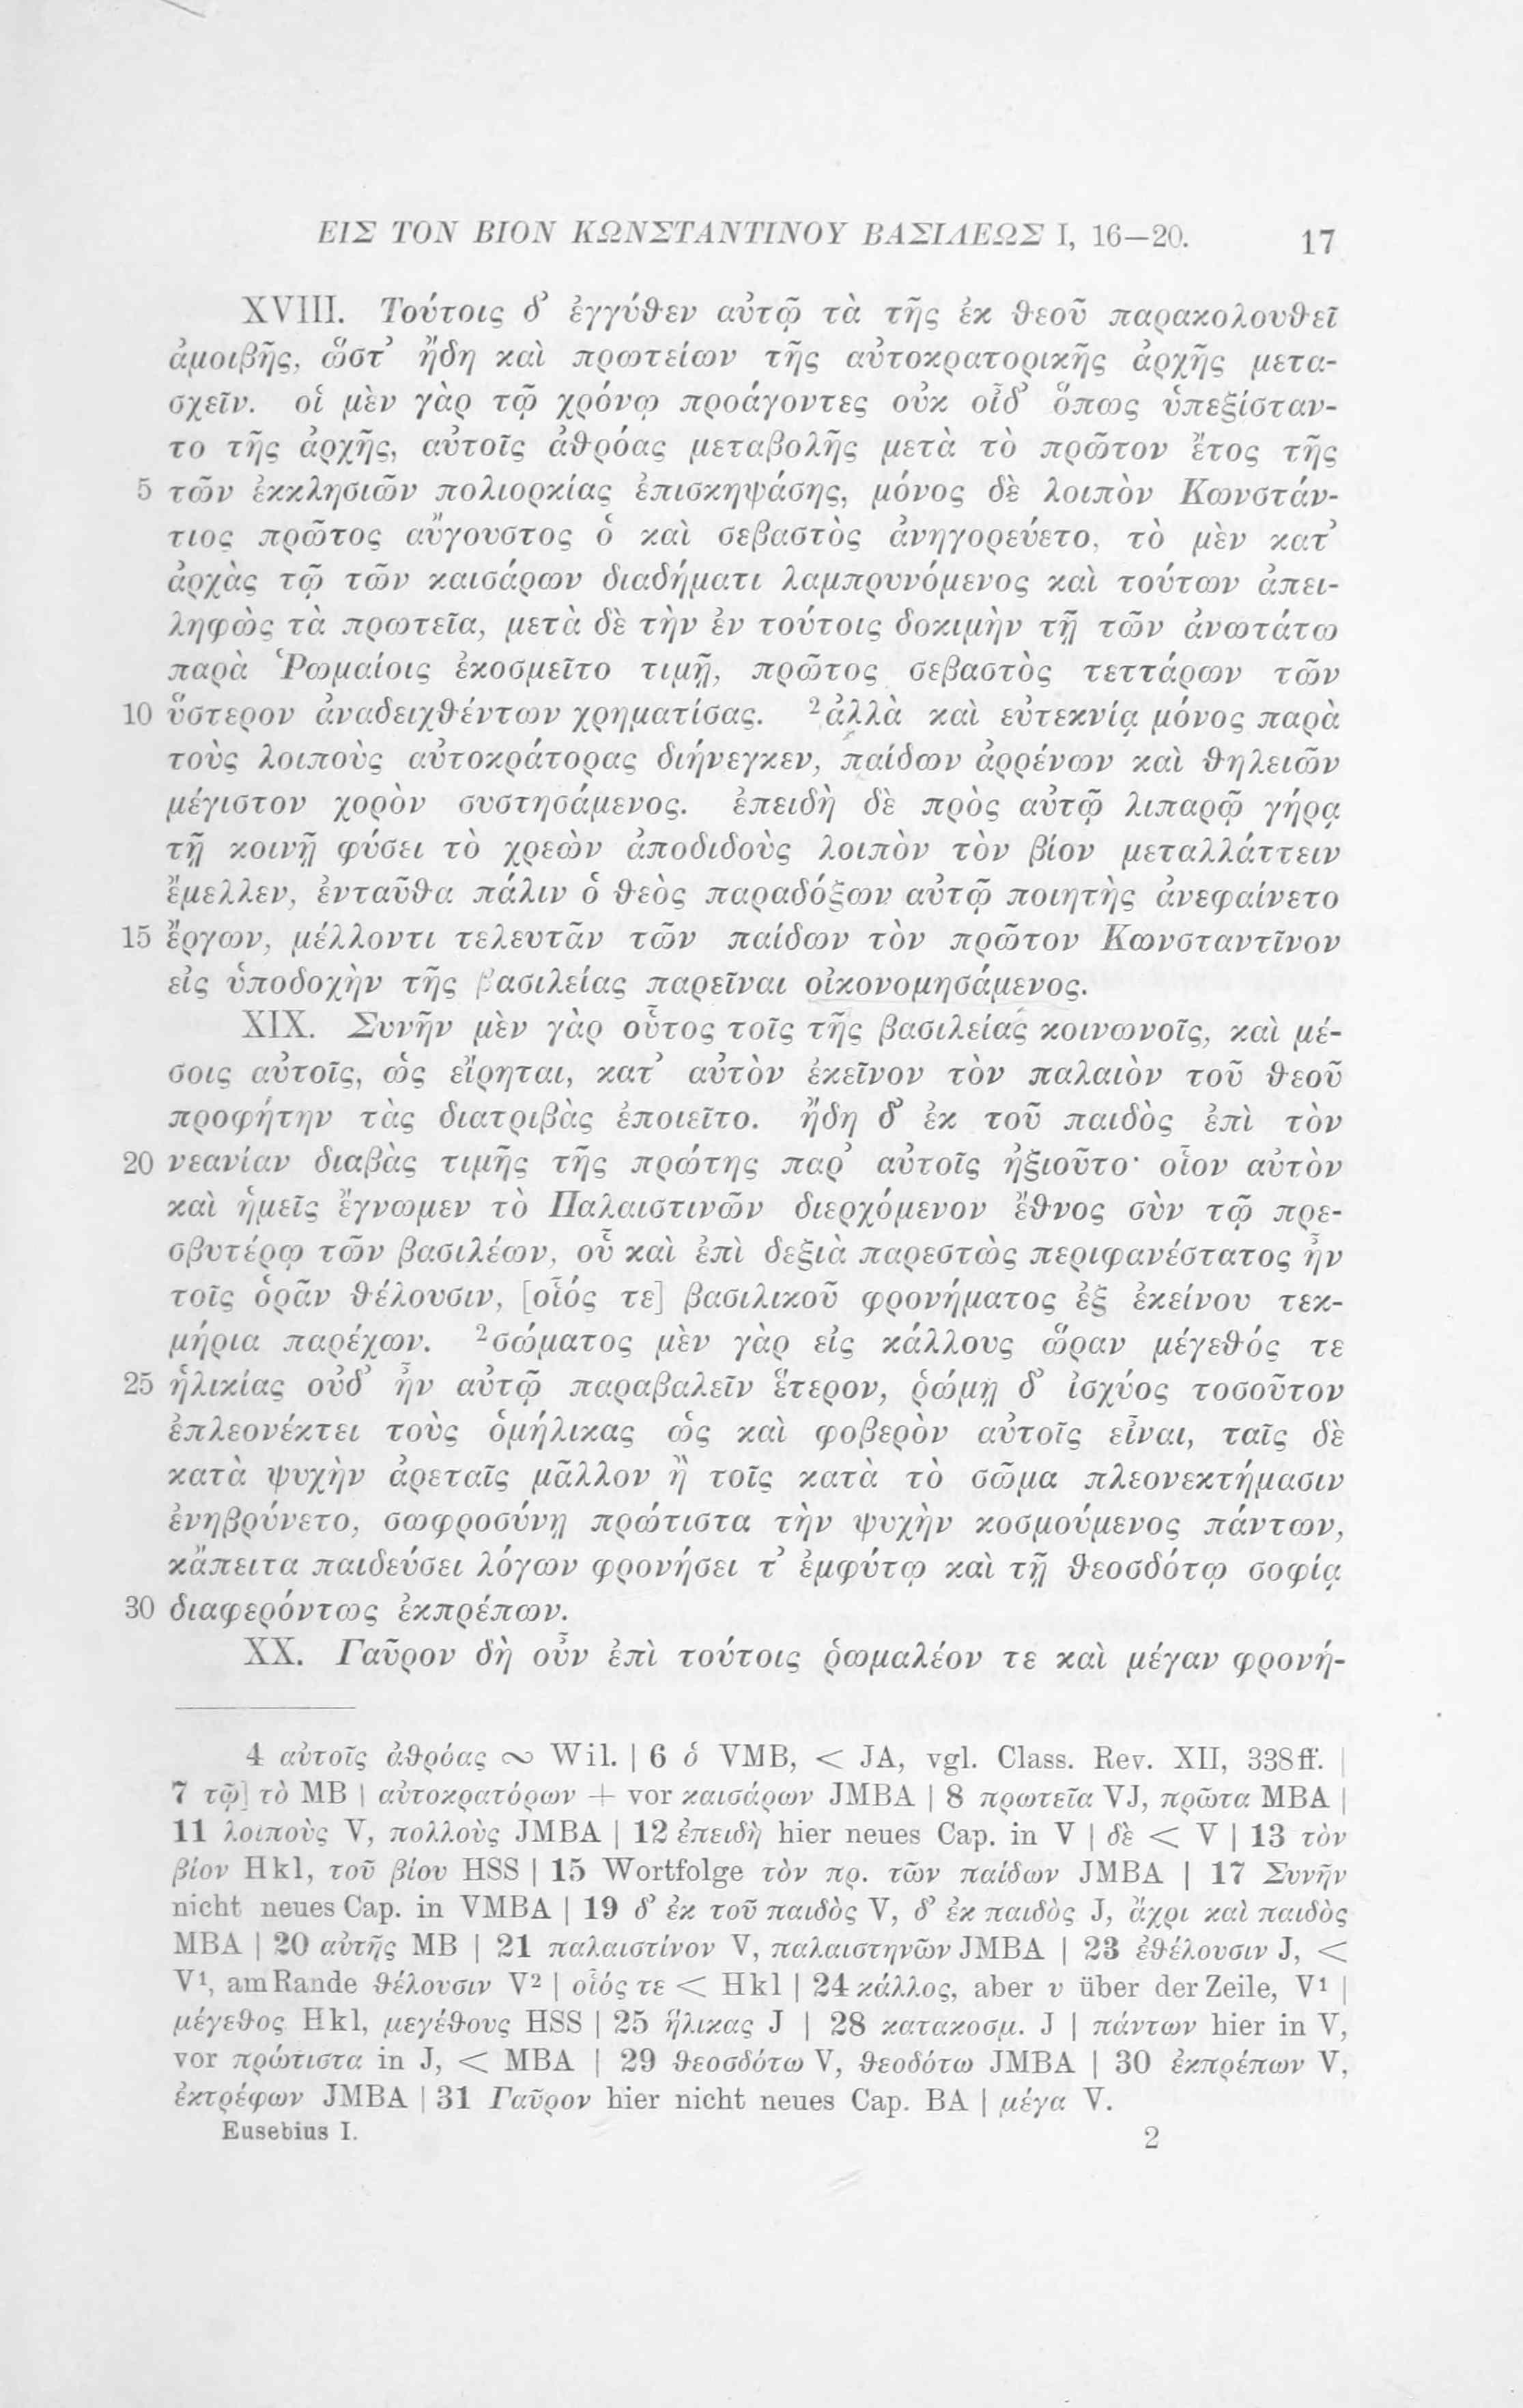 ΕΙΣ ΤΟΝ ΒΙΟΝ ΚΩΝΣΤΑΝΤΙΝΟΥ ΒΑΣΙΛΕΩΣ I, 16—20. 17
XVIII. Τούτοις δ’ ἐγγύθεν αὐτῷ τὰ τῆς ἐκ θεοῦ παρακολουθεῖ
ἀμοιβῆς, ὥστ’ ἤδη καὶ πρωτείων τῆς αὐτοκρατορικῆς ἀρχῆς μετα-
σχεῖν. οἱ μὲν γὰρ τῷ χρόνῳ προάγοντες οὐκ οἶδ’ ὅπως ὑπεξίσταν-
το τῆς ἀρχῆς, αὐτοῖς ἀθρόας μεταβολῆς μετὰ τὸ πρῶτον ἔτος τῆς
5 τῶν ἐκκλησιῶν πολιορκίας ἐπισκηψάσης, μόνος δὲ λοιπὸν Κωνστάν-
τιος πρῶτος αὔγουστος ὁ καὶ σεβαστὸς ἀνηγορεύετο, τὸ μὲν κατ’
ἀρχὰς τῷ τῶν καισάρων διαδήματι λαμπρυνόμενος καὶ τούτων ἀπει-
ληφὼς τὰ πρωτεῖα, μετὰ δὲ τὴν ἐν τούτοις δοκιμὴν τῇ τῶν ἀνωτάτω
παρὰ Ῥωμαίοις ἐκοσμεῖτο τιμῇ, πρῶτος σεβαστὸς τεττάρων τῶν
10 ὕστερον ἀναδειχθέντων χρηματίσας. ²ἀλλὰ καὶ εὐτεκνίᾳ μόνος παρὰ
τοὺς λοιποὺς αὐτοκράτορας διήνεγκεν, παίδων ἀρρένων καὶ θηλειῶν
μέγιστον χορὸν συστησάμενος. ἐπειδὴ δὲ πρὸς αὐτῷ λιπαρῷ γήρᾳ
τῇ κοινῇ φύσει τὸ χρεὼν ἀποδιδοὺς λοιπὸν τὸν βίον μεταλλάττειν
ἔμελλεν, ἐνταῦθα πάλιν ὁ θεὸς παραδόξων αὐτῷ ποιητὴς ἀνεφαίνετο
15 ἔργων, μέλλοντι τελευτᾶν τῶν παίδων τὸν πρῶτον Κωνσταντῖνον
εἰς ὑποδοχὴν τῆς βασιλείας παρεῖναι οἰκονομησάμενος.
XIX. Συνῆν μὲν γὰρ οὗτος τοῖς τῆς βασιλείας κοινωνοῖς, καὶ μέ-
σοις αὐτοῖς, ὡς εἴρηται, κατ’ αὐτὸν ἐκεῖνον τὸν παλαιὸν τοῦ θεοῦ
προφήτην τὰς διατριβὰς ἐποιεῖτο. ἤδη δ’ ἐκ τοῦ παιδὸς ἐπὶ τὸν
20 νεανίαν διαβὰς τιμῆς τῆς πρώτης παρ’ αὐτοῖς ἠξιοῦτο· οἷον αὐτὸν
καὶ ἡμεῖς ἔγνωμεν τὸ Παλαιστινῶν διερχόμενον ἔθνος σὺν τῷ πρε-
σβυτέρῳ τῶν βασιλέων, οὗ καὶ ἐπὶ δεξιὰ παρεστὼς περιφανέστατος ἦν
τοῖς ὁρᾶν θέλουσιν, [οἷός τε] βασιλικοῦ φρονήματος ἐξ ἐκείνου τεκ-
μήρια παρέχων. ²σώματος μὲν γὰρ εἰς κάλλους ὥραν μέγεθός τε
25 ἡλικίας οὐδ’ ἦν αὐτῷ παραβαλεῖν ἕτερον, ῥώμῃ δ’ ἰσχύος τοσοῦτον
ἐπλεονέκτει τοὺς ὁμήλικας ὡς καὶ φοβερὸν αὐτοῖς εἶναι, ταῖς δὲ
κατὰ ψυχὴν ἀρεταῖς μᾶλλον ἢ τοῖς κατὰ τὸ σῶμα πλεονεκτήμασιν
ἐνηβρύνετο, σωφροσύνῃ πρώτιστα τὴν ψυχὴν κοσμούμενος πάντων,
κἄπειτα παιδεύσει λόγων φρονήσει τ’ ἐμφύτῳ καὶ τῇ θεοσδότῳ σοφίᾳ
30 διαφερόντως ἐκπρέπων.
XX. Γαῦρον δὴ οὖν ἐπὶ τούτοις ῥωμαλέον τε καὶ μέγαν φρονή-
4 αὐτοῖς ἀθρόας ∾ Wil. | 6 ὁ VMB, < JA, vgl. Class. Rev. XII, 338ff. |
7 τῷ] τὸ MB | αὐτοκρατόρων + vor καισάρων JMBA | 8 πρωτεῖα VJ, πρῶτα MBA |
11 λοιποὺς V, πολλοὺς JMBA | 12 ἐπειδὴ hier neues Cap. in V | δὲ < V | 13 τὸν
βίον Hkl, τοῦ βίου HSS | 15 Wortfolge τὸν πρ. τῶν παίδων JMBA | 17 Συνῆν
nicht neues Cap. in VMBA | 19 δ’ ἐκ τοῦ παιδὸς V, δ’ ἐκ παιδὸς J, ἄχρι καὶ παιδὸς
MBA | 20 αὐτῆς MB | 21 παλαιστίνον V, παλαιστηνῶν JMBA | 23 ἐθέλουσιν J, <
V¹, am Rande θέλουσιν V² | οἷός τε < Hkl | 24 κάλλος, aber υ über der Zeile, V¹ |
μέγεθος Hkl, μεγέθους HSS | 25 ἥλικας J | 28 κατακοσμ. J | πάντων hier in V,
vor πρώτιστα in J, < MBA | 29 θεοσδότω V, θεοδότω JMBA | 30 ἐκπρέπων V,
ἐκτρέφων JMBA | 31 Γαῦρον hier nicht neues Cap. BA | μέγα V.
Eusebius I. 2